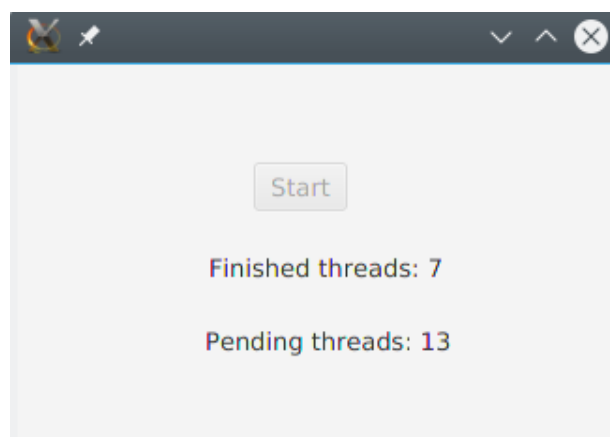 Start
Finished threads: 7
Pending threads: 13